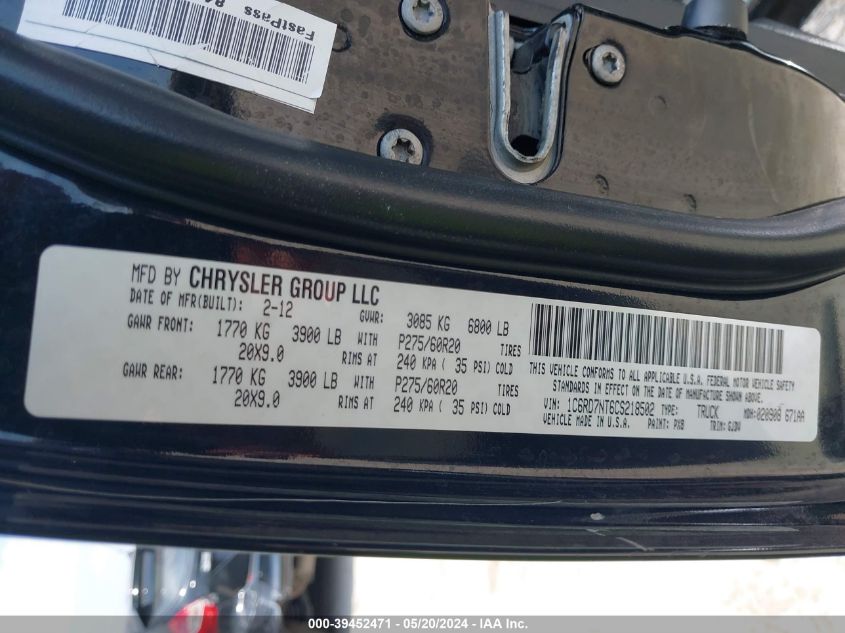 FastPass
MFD BY CHRYSLER GROUP LLC
DATE OF MFR(BUILT): 2-12 GVWR: 3085 KG 6800 LB
GAWR FRONT: 1770 KG 3900 LB WITH P275/60R20 TIRES
20X9.0 RIMS AT 240 KPA ( 35 PSI) COLD
GAWR REAR: 1770 KG 3900 LB WITH P275/60R20 TIRES
20X9.0 RIMS AT 240 KPA ( 35 PSI) COLD
THIS VEHICLE CONFORMS TO ALL APPLICABLE U.S.A. FEDERAL MOTOR VEHICLE SAFETY
STANDARDS IN EFFECT ON THE DATE OF MANUFACTURE SHOWN ABOVE.
VIN: 1C6RD7NT6CS218502 TYPE: TRUCK MDH: 020908 671AA
VEHICLE MADE IN U.S.A. PAINT: PXB TRIM:
000-39452471 - 05/20/2024 - IAA Inc.